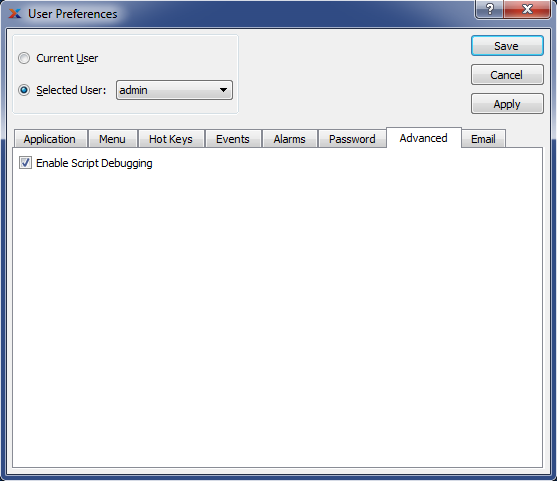 User Preferences
Current User
Selected User: admin
Save
Cancel
Apply
Application Menu Hot Keys Events Alarms Password Advanced Email
Enable Script Debugging